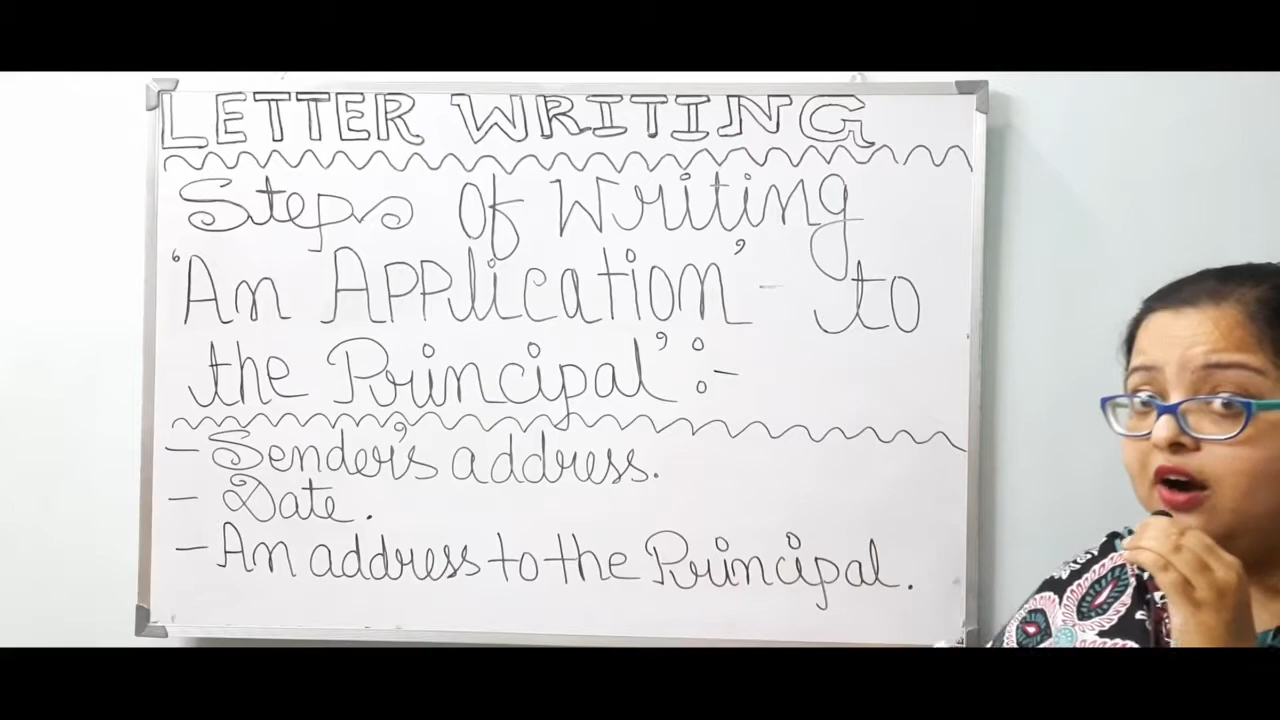 LETTER WRITING
Steps Of Writing
'An Application' - to
the Principal' :-
- Sender's address.
- Date.
- An address to the Principal.